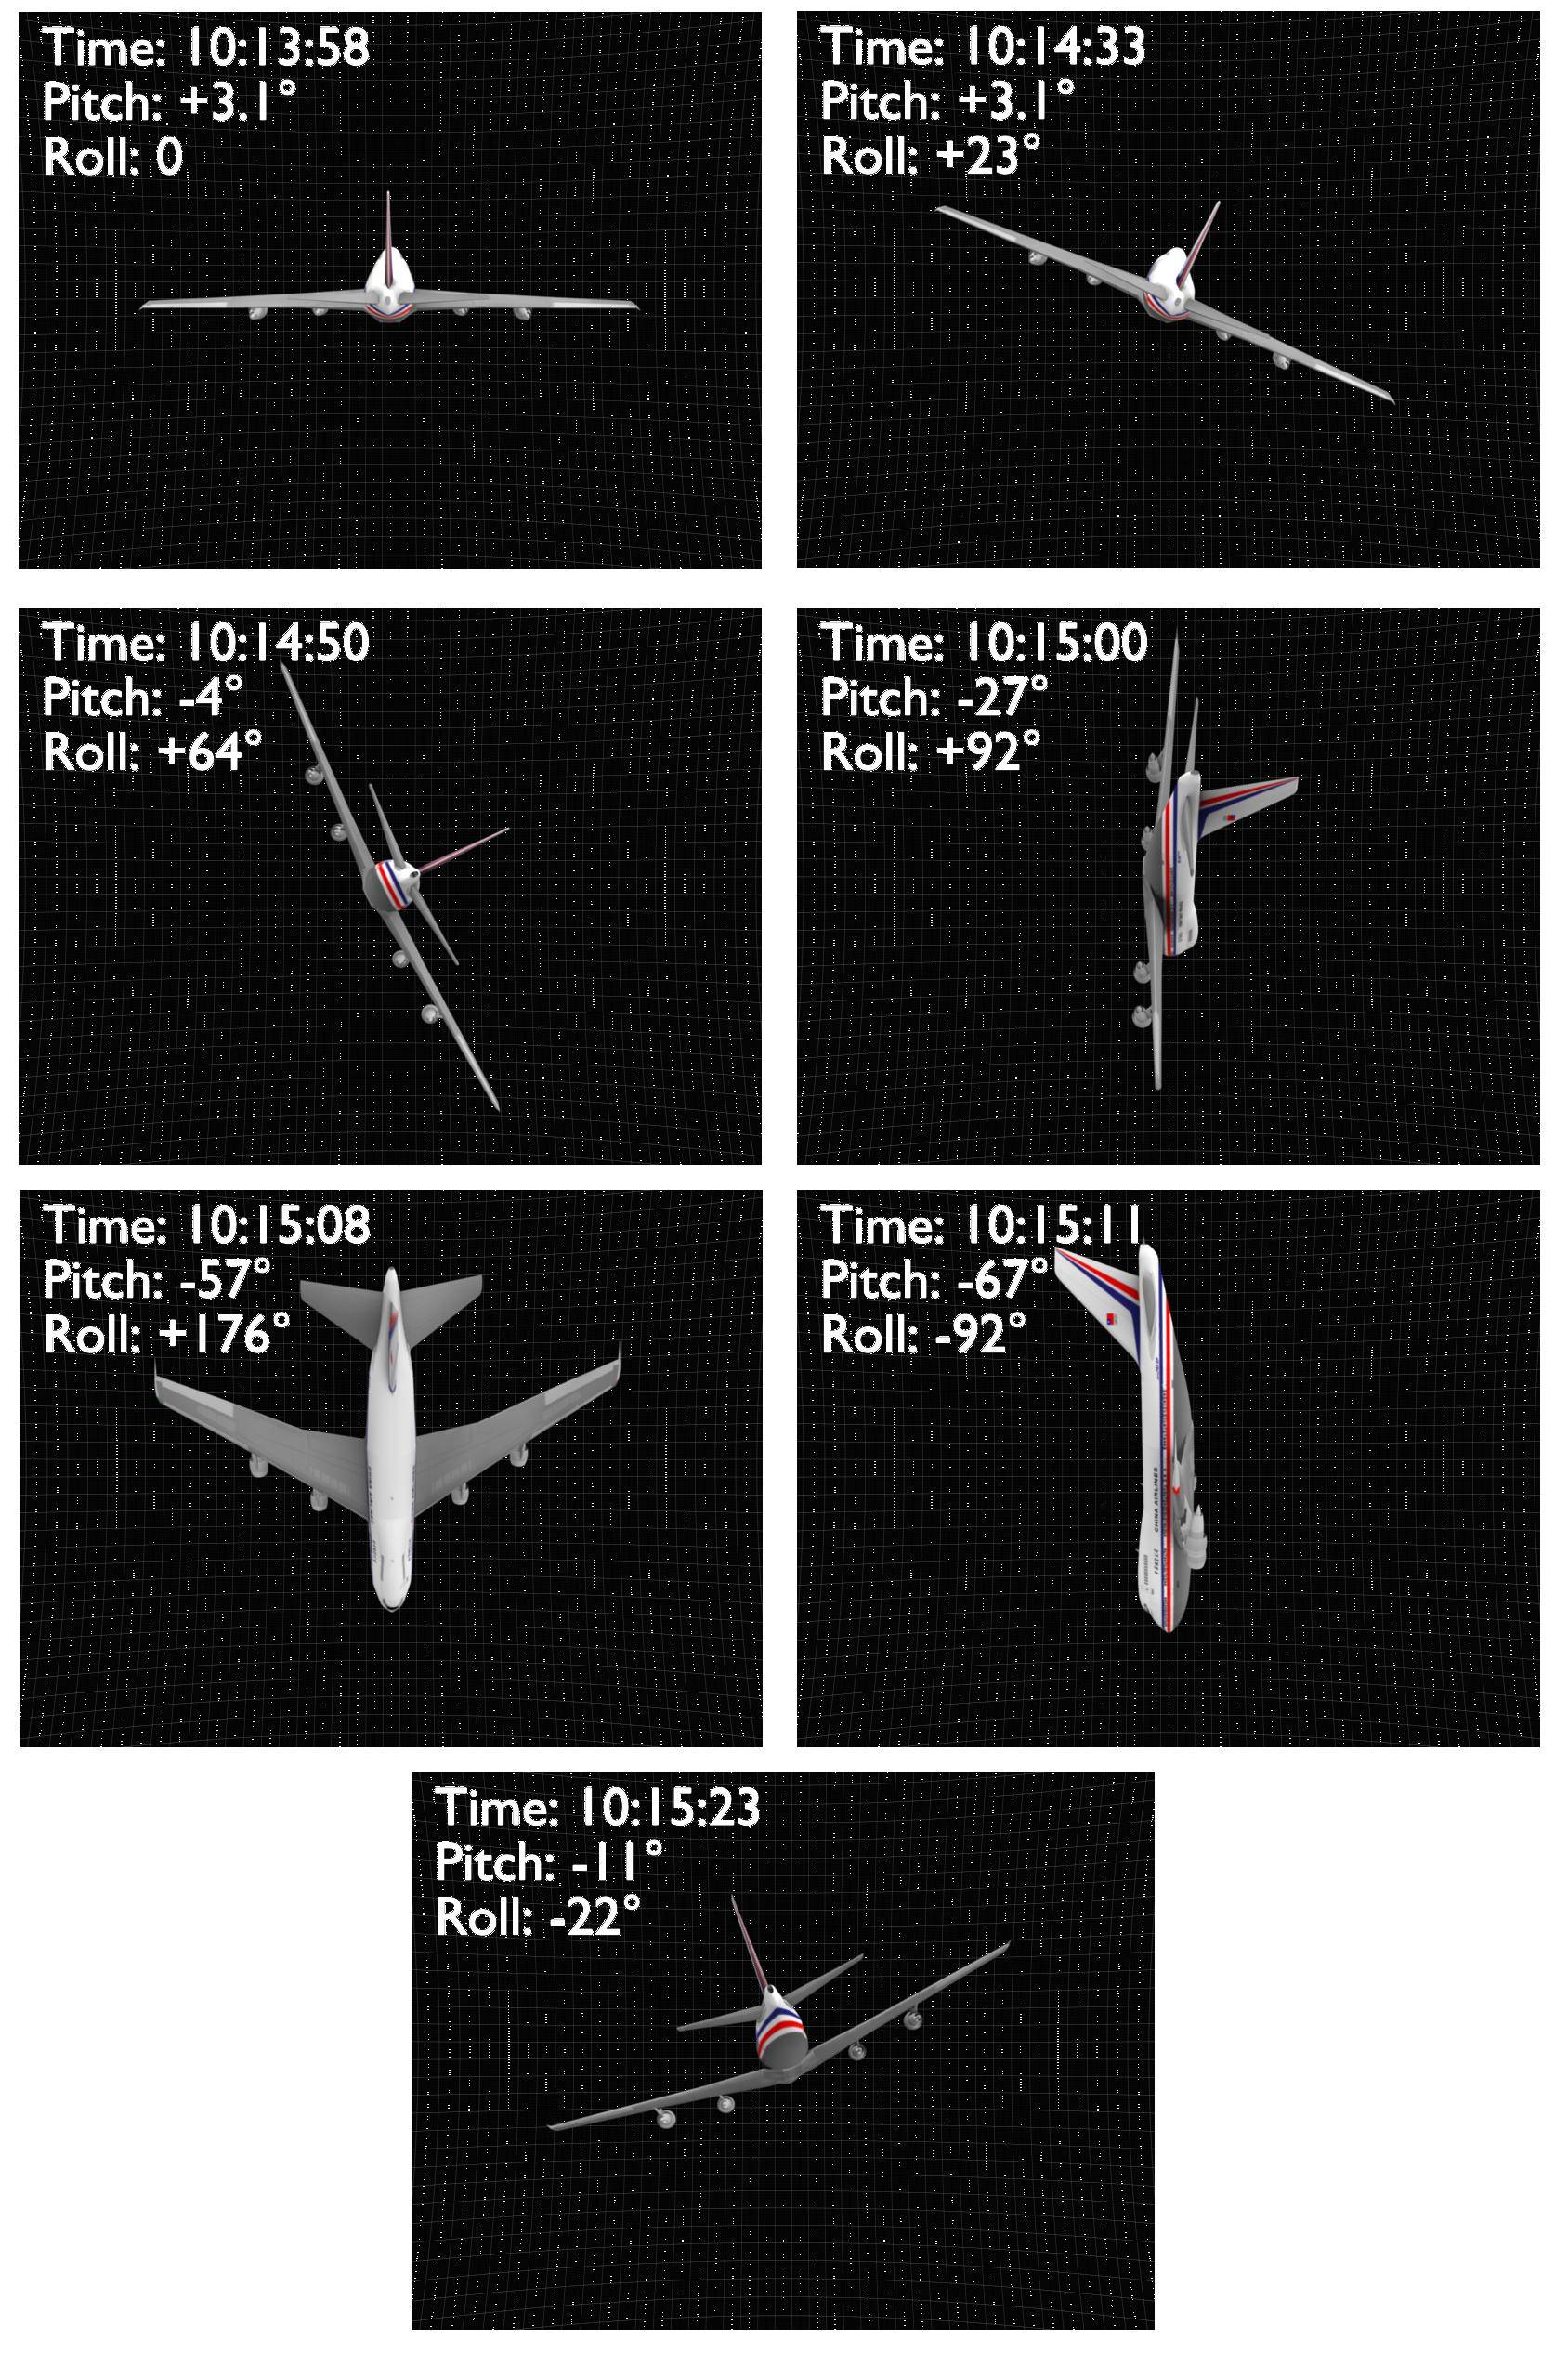 Time: 10:13:58
Pitch: +3.1°
Roll: 0
Time: 10:14:33
Pitch: +3.1°
Roll: +23°
Time: 10:14:50
Pitch: -4°
Roll: +64°
Time: 10:15:00
Pitch: -27°
Roll: +92°
Time: 10:15:08
Pitch: -57°
Roll: +176°
Time: 10:15:11
Pitch: -67°
Roll: -92°
CHINA AIRLINES
Time: 10:15:23
Pitch: -11°
Roll: -22°